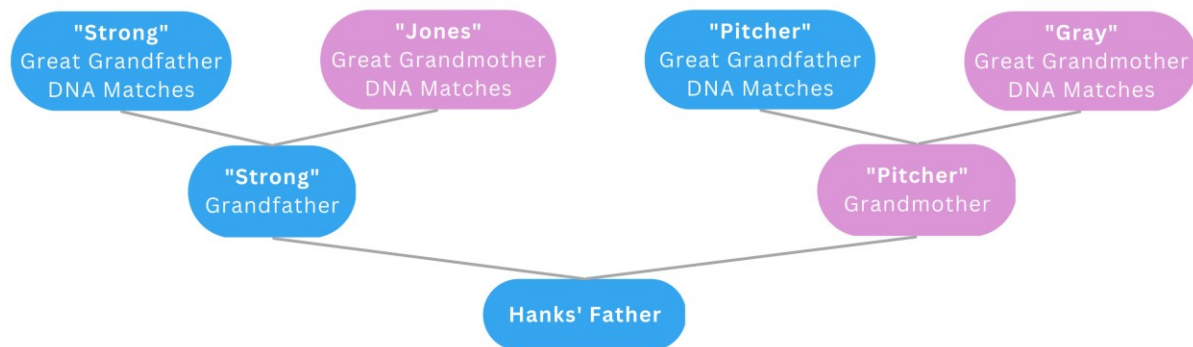 "Strong"
Great Grandfather
DNA Matches
"Jones"
Great Grandmother
DNA Matches
"Pitcher"
Great Grandfather
DNA Matches
"Gray"
Great Grandmother
DNA Matches
"Strong"
Grandfather
"Pitcher"
Grandmother
Hanks' Father